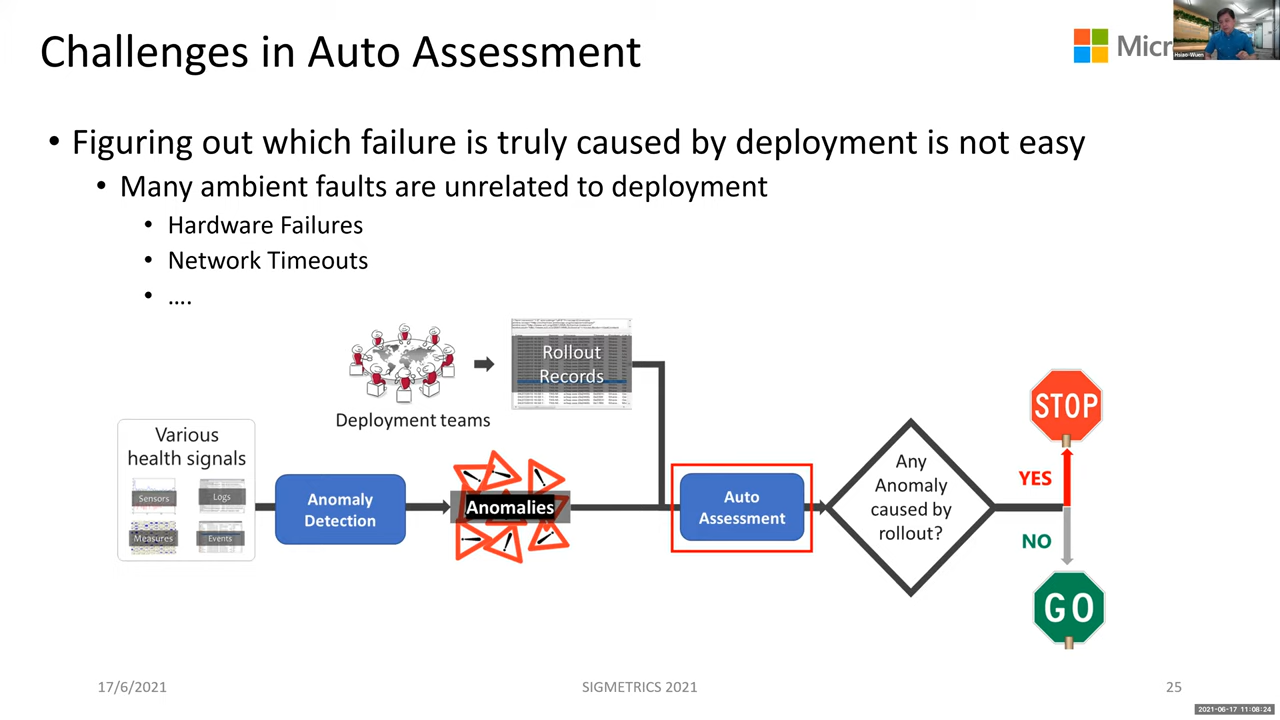 Challenges in Auto Assessment
Micr
Hsiao-Wuen
• Figuring out which failure is truly caused by deployment is not easy
• Many ambient faults are unrelated to deployment
• Hardware Failures
• Network Timeouts
• ....
Deployment teams
Rollout
Records
Various
health signals
Sensors
Logs
Measures
Events
Anomaly
Detection
Anomalies
Auto
Assessment
Any
Anomaly
caused by
rollout?
YES
NO
STOP
GO
17/6/2021
SIGMETRICS 2021
25
2021-06-17 11:08:24